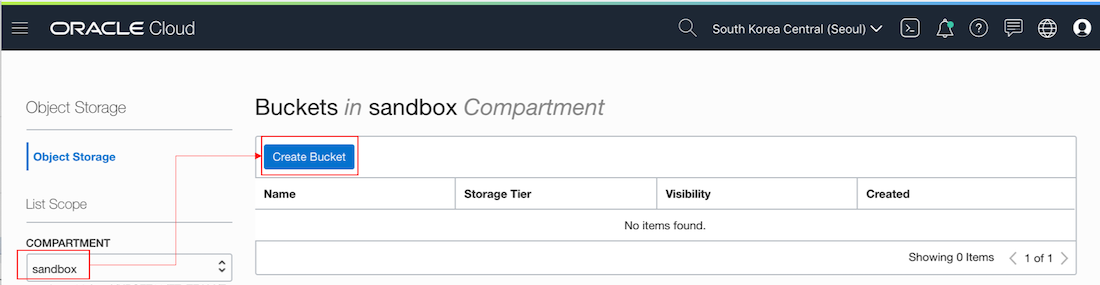 ORACLE Cloud
South Korea Central (Seoul)
Object Storage
Object Storage
List Scope
COMPARTMENT
sandbox
Buckets in sandbox Compartment
Create Bucket
Name Storage Tier Visibility Created
No items found.
Showing 0 Items 1 of 1